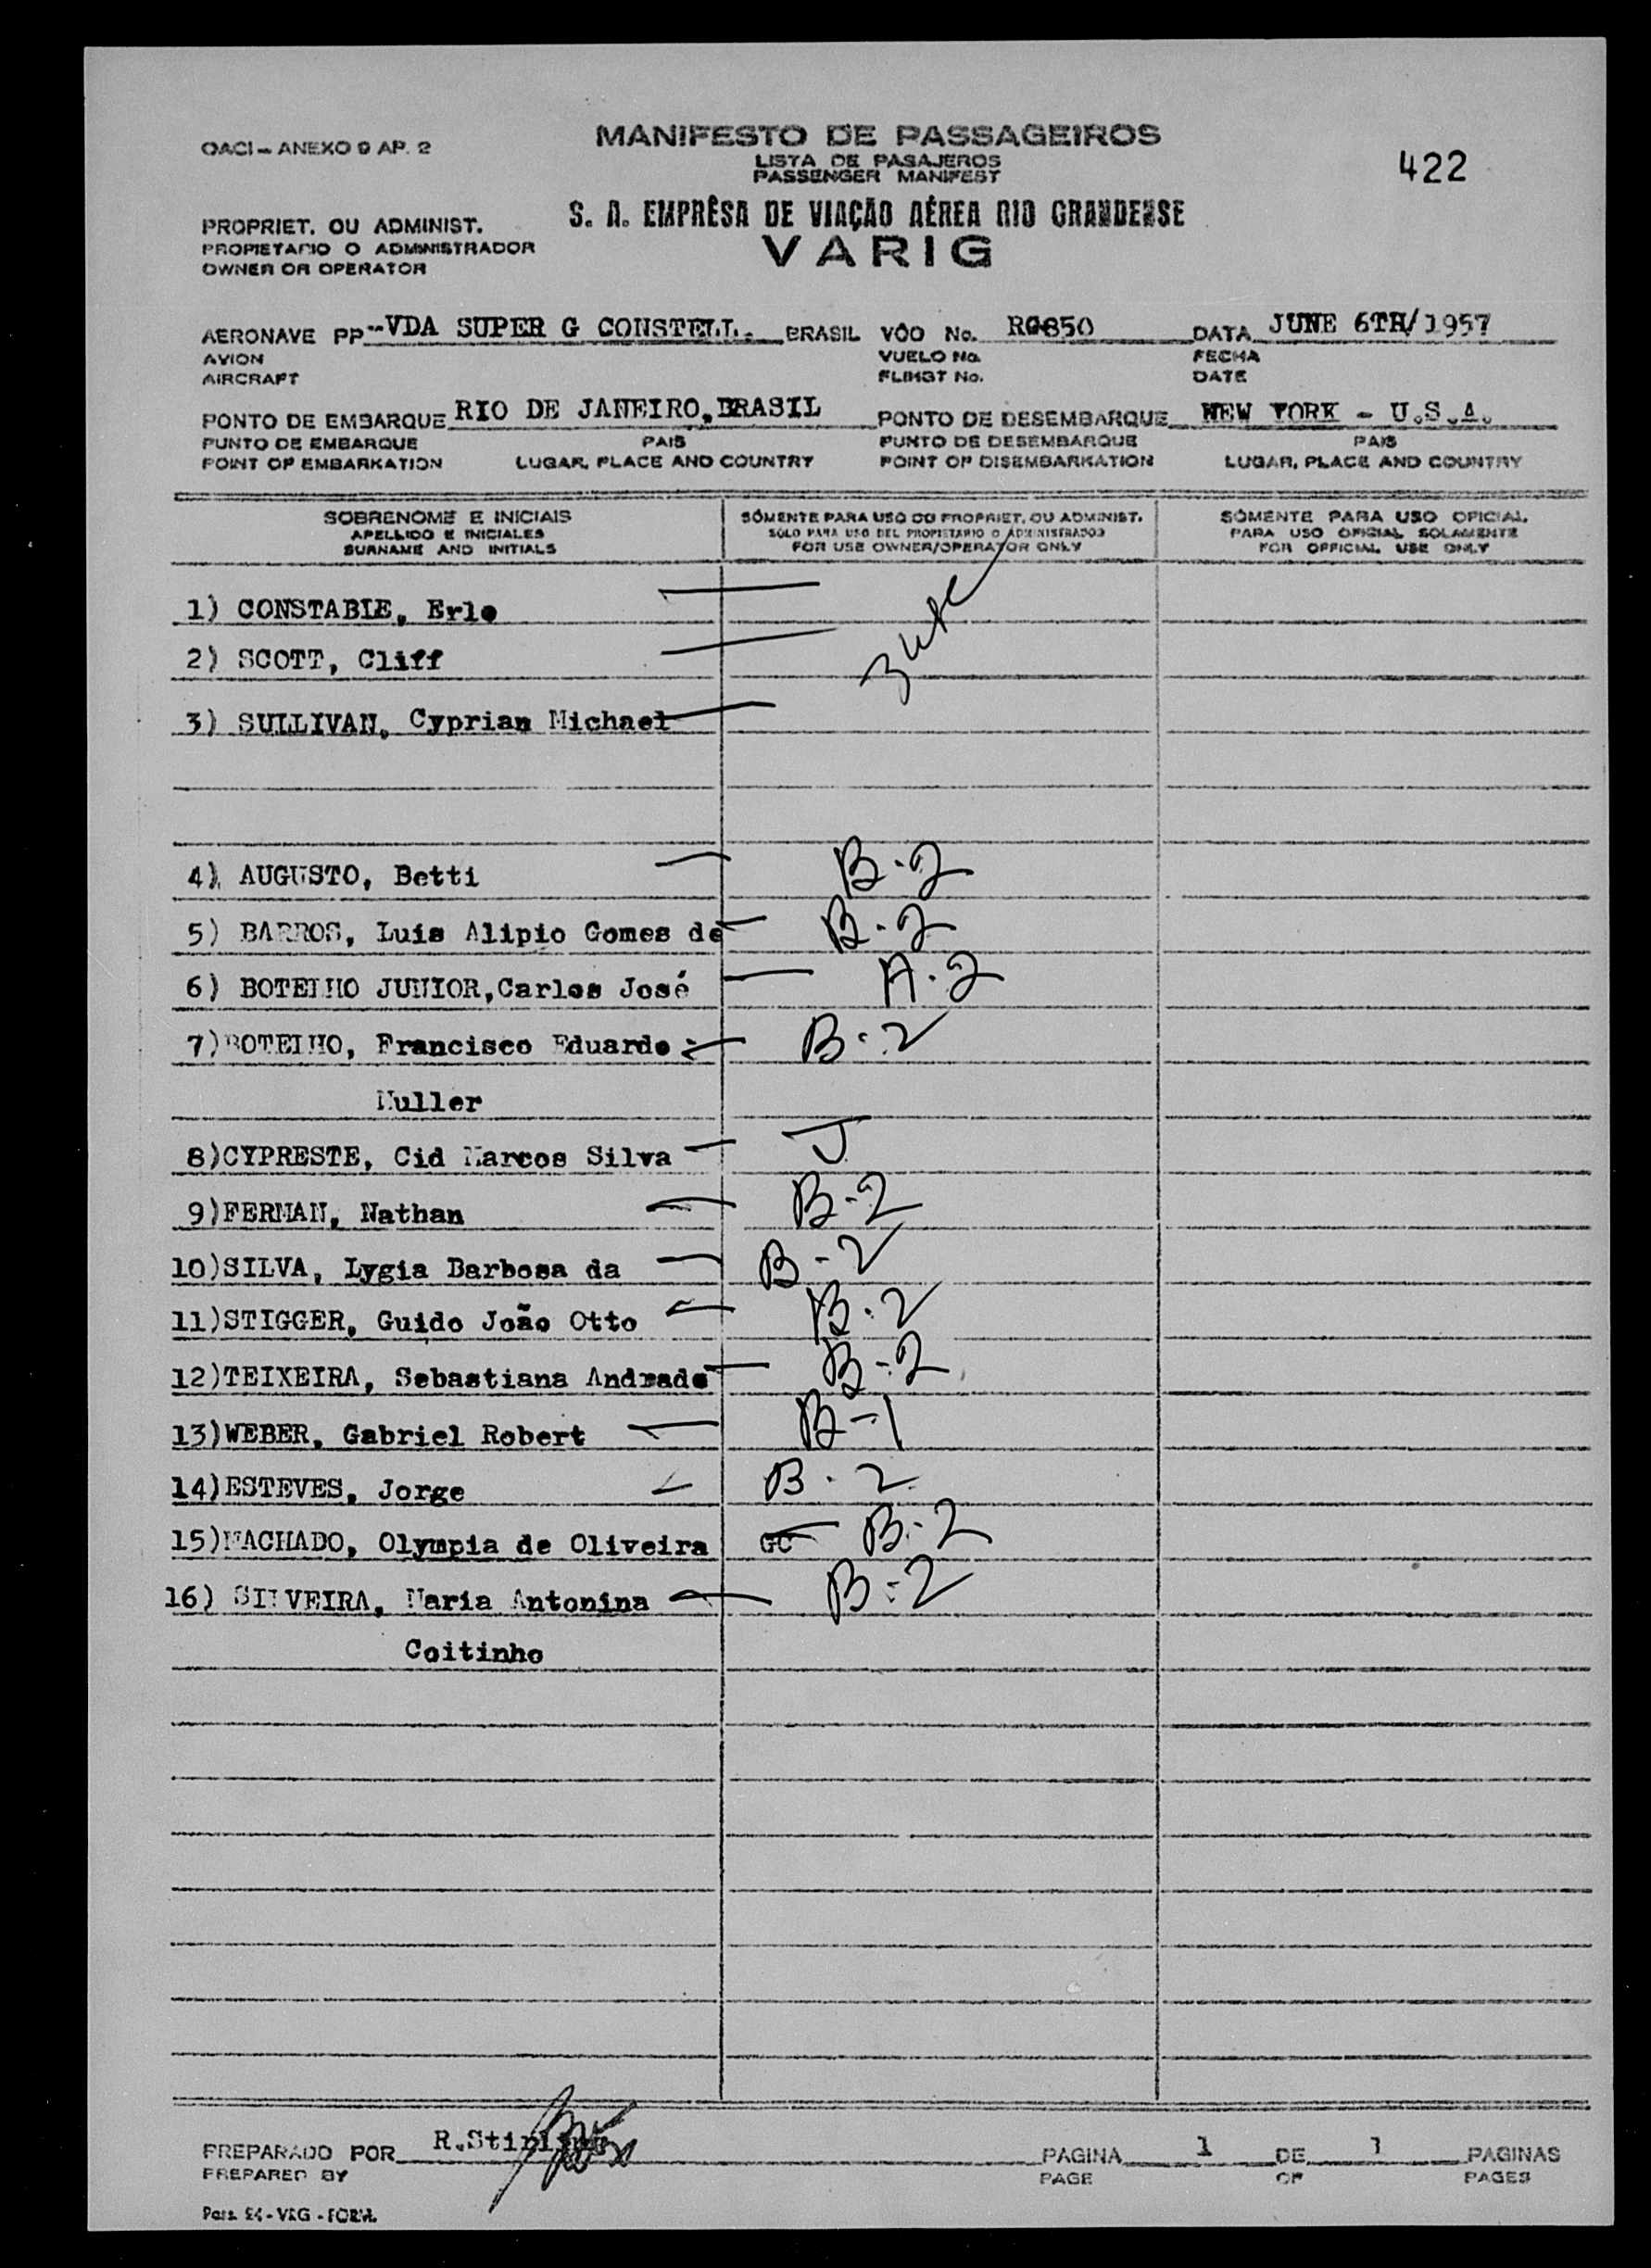 OACI - ANEXO 9 AP. 2
MANIFESTO DE PASSAGEIROS
LISTA DE PASAJEROS
PASSENGER MANIFEST
422
PROPRIET. OU ADMINIST.
PROPIETARIO O ADMINISTRADOR
OWNER OR OPERATOR
S. A. EMPRÊSA DE VIAÇÃO AÉREA RIO GRANDENSE
VARIG
AERONAVE PP-VDA SUPER G CONSTELL. BRASIL VÔO No. RG850 DATA JUNE 6TH/1957
AVION VUELO No. FECHA
AIRCRAFT FLIHGT No. DATE
PONTO DE EMBARQUE RIO DE JANEIRO, BRASIL PONTO DE DESEMBARQUE NEW YORK - U.S.A.
PUNTO DE EMBARQUE PAIS PUNTO DE DESEMBARQUE PAIS
POINT OF EMBARKATION LUGAR, PLACE AND COUNTRY POINT OF DISEMBARKATION LUGAR, PLACE AND COUNTRY
SOBRENOME E INICIAIS SÓMENTE PARA USO DO PROPRIET. OU ADMINIST. SÓMENTE PARA USO OFICIAL.
APELLIDO E INICIALES SOLO PARA USO DEL PROPIETARIO O ADMINISTRADOR PARA USO OFICIAL SOLAMENTE
SURNAME AND INITIALS FOR USE OWNER/OPERATOR ONLY FOR OFFICIAL USE ONLY
1) CONSTABLE, Erle
2) SCOTT, Cliff
3) SULLIVAN, Cyprian Michael
4) AUGUSTO, Betti B-2
5) BARROS, Luis Alipio Gomes de B-2
6) BOTELHO JUNIOR, Carlos José A-2
7) BOTELHO, Francisco Eduardo B-2
Muller
8) CYPRESTE, Cid Marcos Silva J
9) FERMAN, Nathan B-2
10) SILVA, Lygia Barbosa da B-2
11) STIGGER, Guido João Otto B-2
12) TEIXEIRA, Sebastiana Andrade B-2
13) WEBER, Gabriel Robert B-1
14) ESTEVES, Jorge B-2
15) MACHADO, Olympia de Oliveira GC B-2
16) SILVEIRA, Maria Antonina B-2
Coitinho
PREPARADO POR PAGINA 1 DE 1 PAGINAS
PREPARED BY PAGE OF PAGES